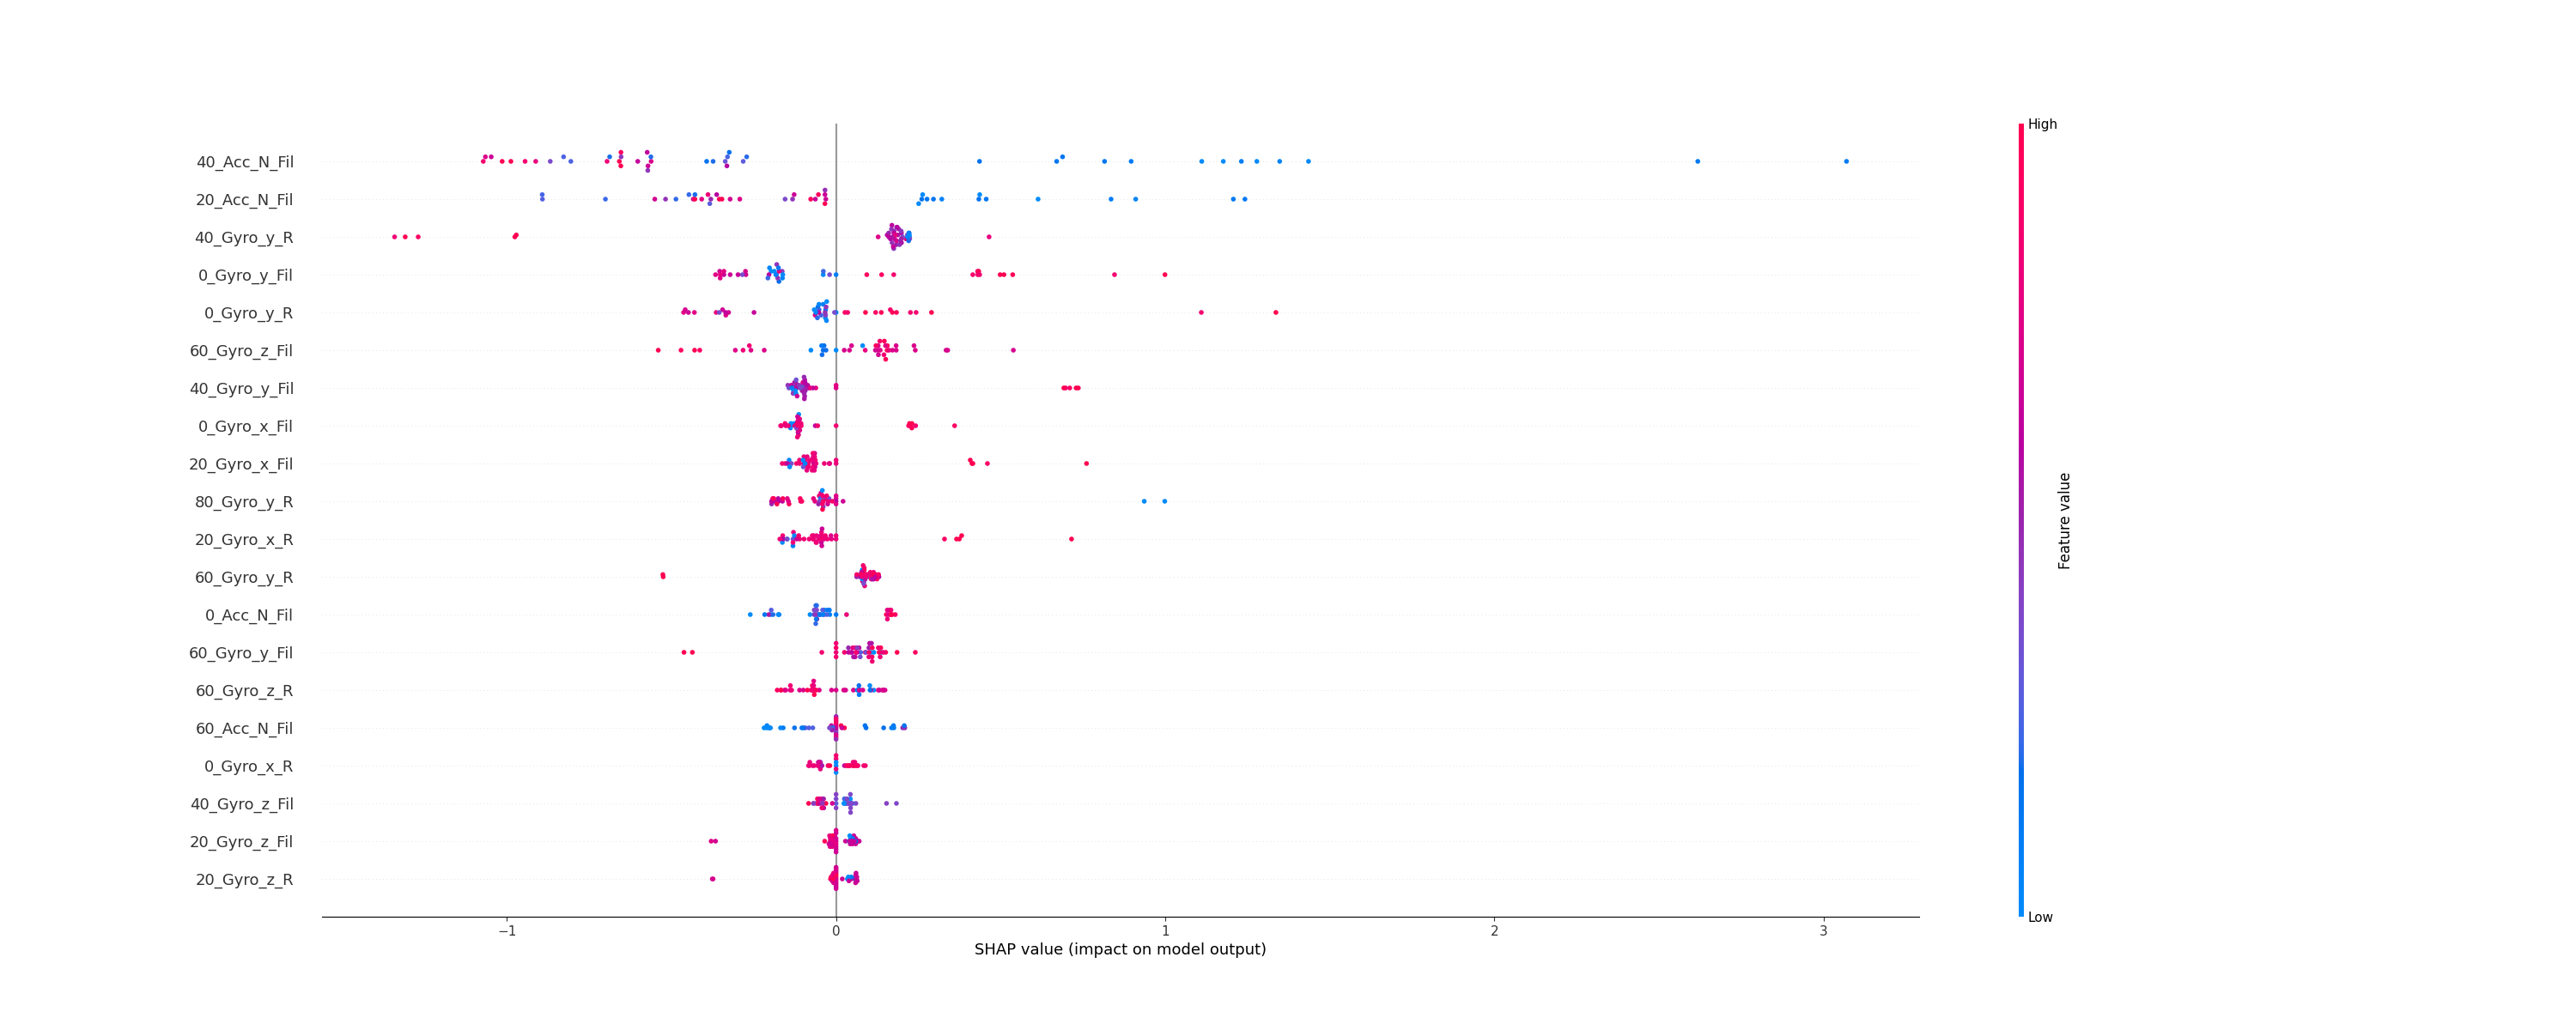 High
40_Acc_N_Fil
20_Acc_N_Fil
40_Gyro_y_R
0_Gyro_y_Fil
0_Gyro_y_R
60_Gyro_z_Fil
40_Gyro_y_Fil
0_Gyro_x_Fil
20_Gyro_x_Fil
80_Gyro_y_R
20_Gyro_x_R
60_Gyro_y_R
0_Acc_N_Fil
60_Gyro_y_Fil
60_Gyro_z_R
60_Acc_N_Fil
0_Gyro_x_R
40_Gyro_z_Fil
20_Gyro_z_Fil
20_Gyro_z_R
Feature value
Low
−1 0 1 2 3
SHAP value (impact on model output)